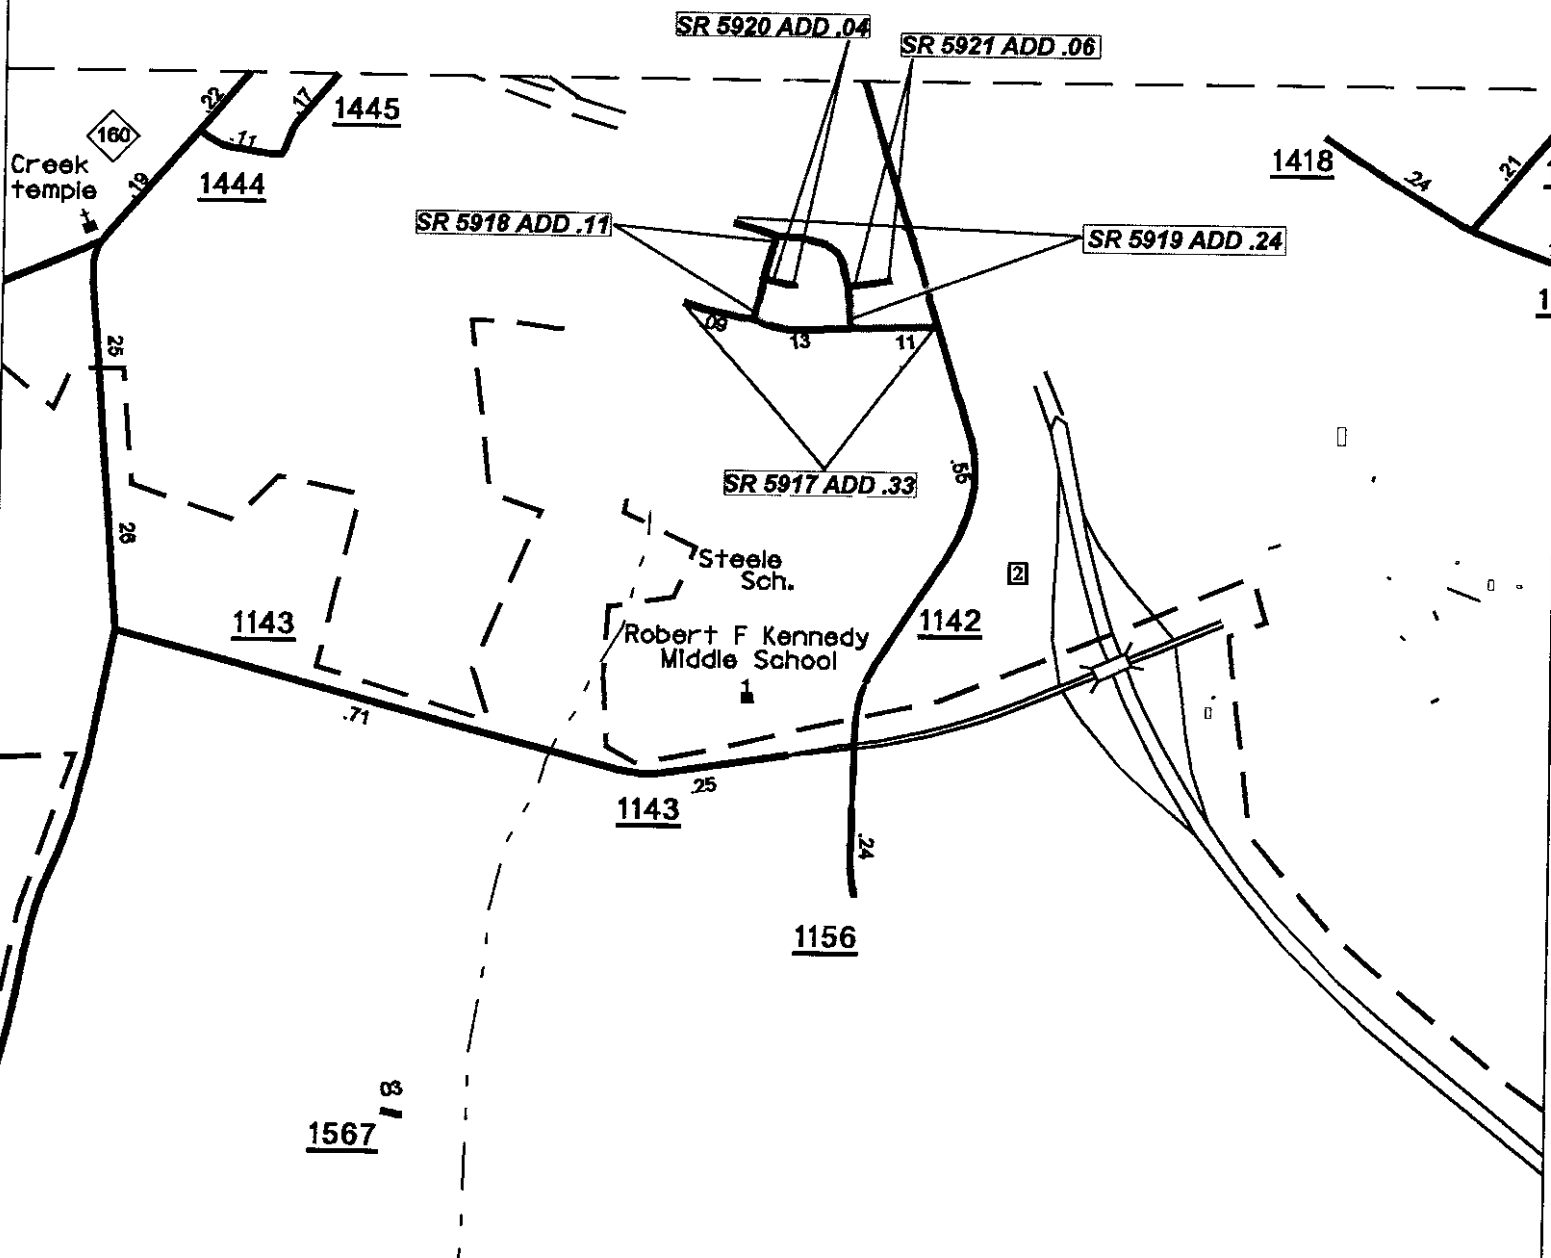 SR 5920 ADD .04
SR 5921 ADD .06
.22
.17
1445
160
.11
Creek
temple
.19
1444
1418
.24
.21
SR 5918 ADD .11
SR 5919 ADD .24
.09
13
11
25
SR 5917 ADD .33
26
Steele
Sch.
2
1143
1142
Robert F Kennedy
Middle School
1
.71
.25
1143
.24
1156
03
1567